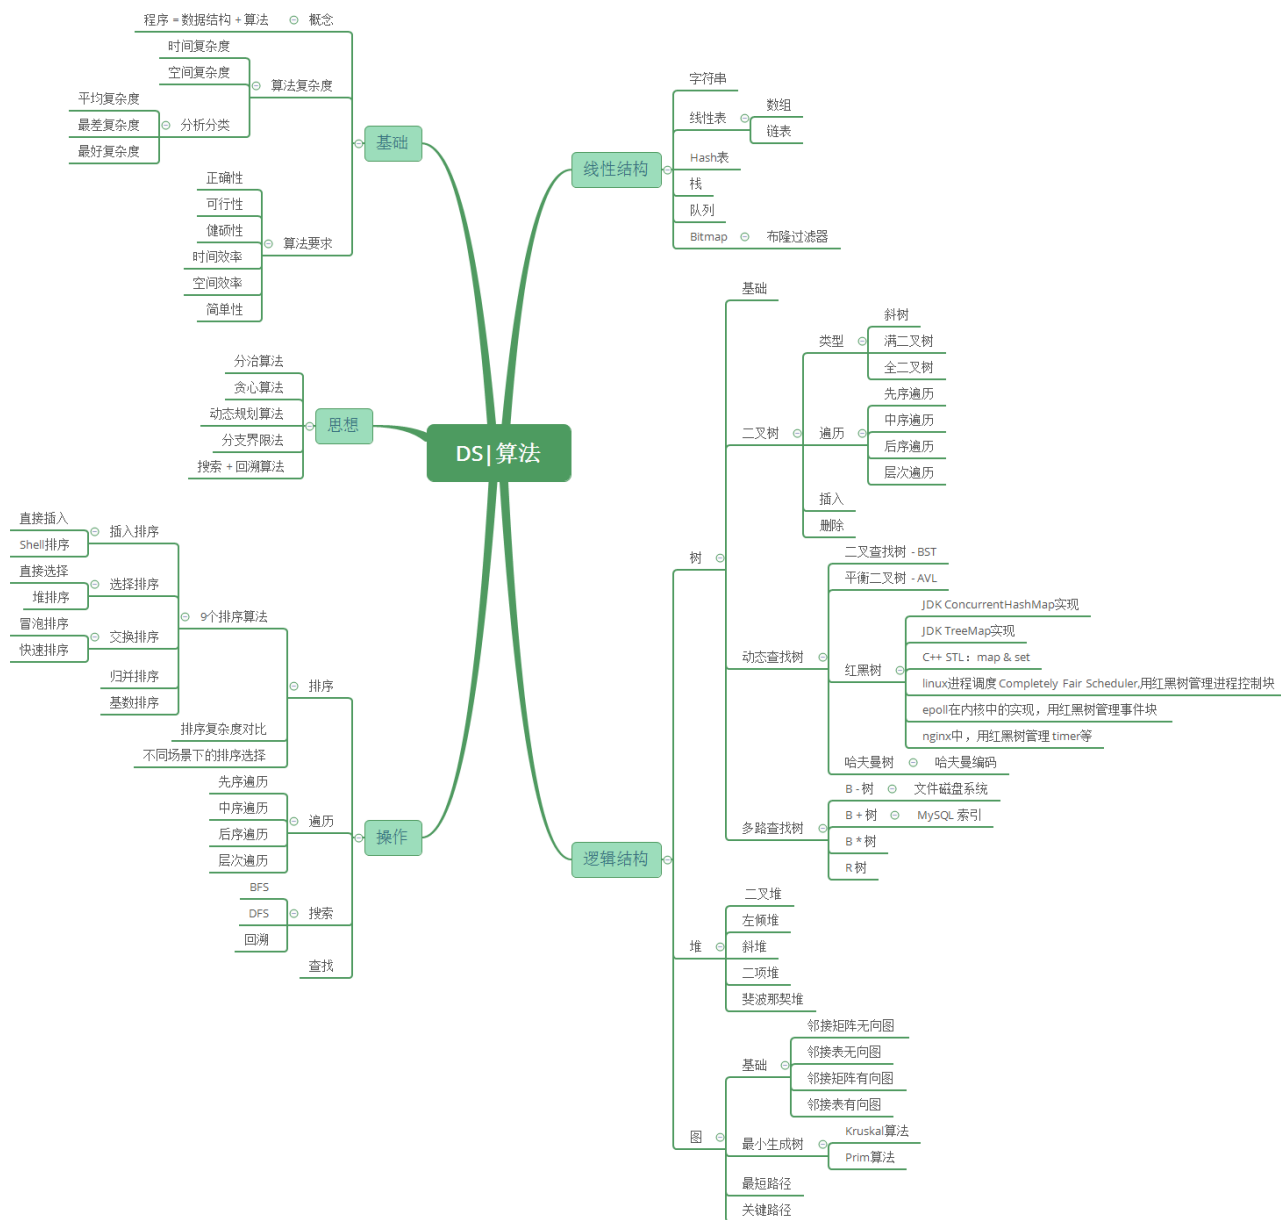 DS|算法
基础
概念
程序 = 数据结构 + 算法
算法复杂度
时间复杂度
空间复杂度
分析分类
平均复杂度
最差复杂度
最好复杂度
算法要求
正确性
可行性
健硕性
时间效率
空间效率
简单性
思想
分治算法
贪心算法
动态规划算法
分支界限法
搜索 + 回溯算法
操作
排序
9个排序算法
插入排序
直接插入
Shell排序
选择排序
直接选择
堆排序
交换排序
冒泡排序
快速排序
归并排序
基数排序
排序复杂度对比
不同场景下的排序选择
遍历
先序遍历
中序遍历
后序遍历
层次遍历
搜索
BFS
DFS
回溯
查找
线性结构
字符串
线性表
数组
链表
Hash表
栈
队列
Bitmap
布隆过滤器
逻辑结构
树
基础
二叉树
类型
斜树
满二叉树
全二叉树
遍历
先序遍历
中序遍历
后序遍历
层次遍历
插入
删除
动态查找树
二叉查找树 - BST
平衡二叉树 - AVL
红黑树
JDK ConcurrentHashMap实现
JDK TreeMap实现
C++ STL：map & set
linux进程调度 Completely Fair Scheduler,用红黑树管理进程控制块
epoll在内核中的实现，用红黑树管理事件块
nginx中，用红黑树管理 timer等
哈夫曼树
哈夫曼编码
多路查找树
B - 树
文件磁盘系统
B + 树
MySQL 索引
B * 树
R 树
堆
二叉堆
左倾堆
斜堆
二项堆
斐波那契堆
图
基础
邻接矩阵无向图
邻接表无向图
邻接矩阵有向图
邻接表有向图
最小生成树
Kruskal算法
Prim算法
最短路径
关键路径